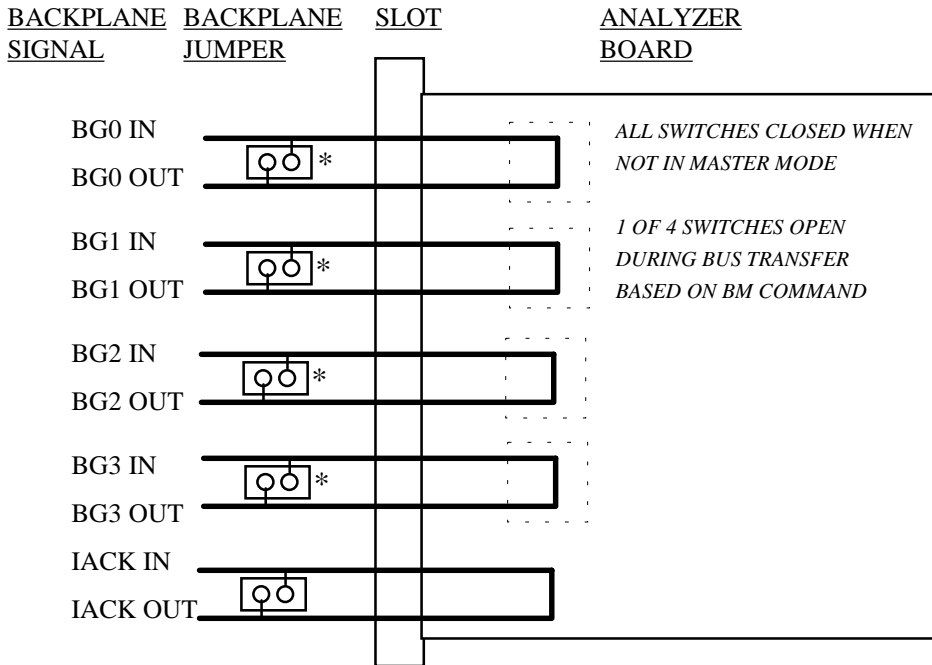 BACKPLANE SIGNAL
BACKPLANE JUMPER
SLOT
ANALYZER BOARD
BG0 IN
*
BG0 OUT
ALL SWITCHES CLOSED WHEN
NOT IN MASTER MODE
BG1 IN
*
BG1 OUT
1 OF 4 SWITCHES OPEN
DURING BUS TRANSFER
BASED ON BM COMMAND
BG2 IN
*
BG2 OUT
BG3 IN
*
BG3 OUT
IACK IN
IACK OUT